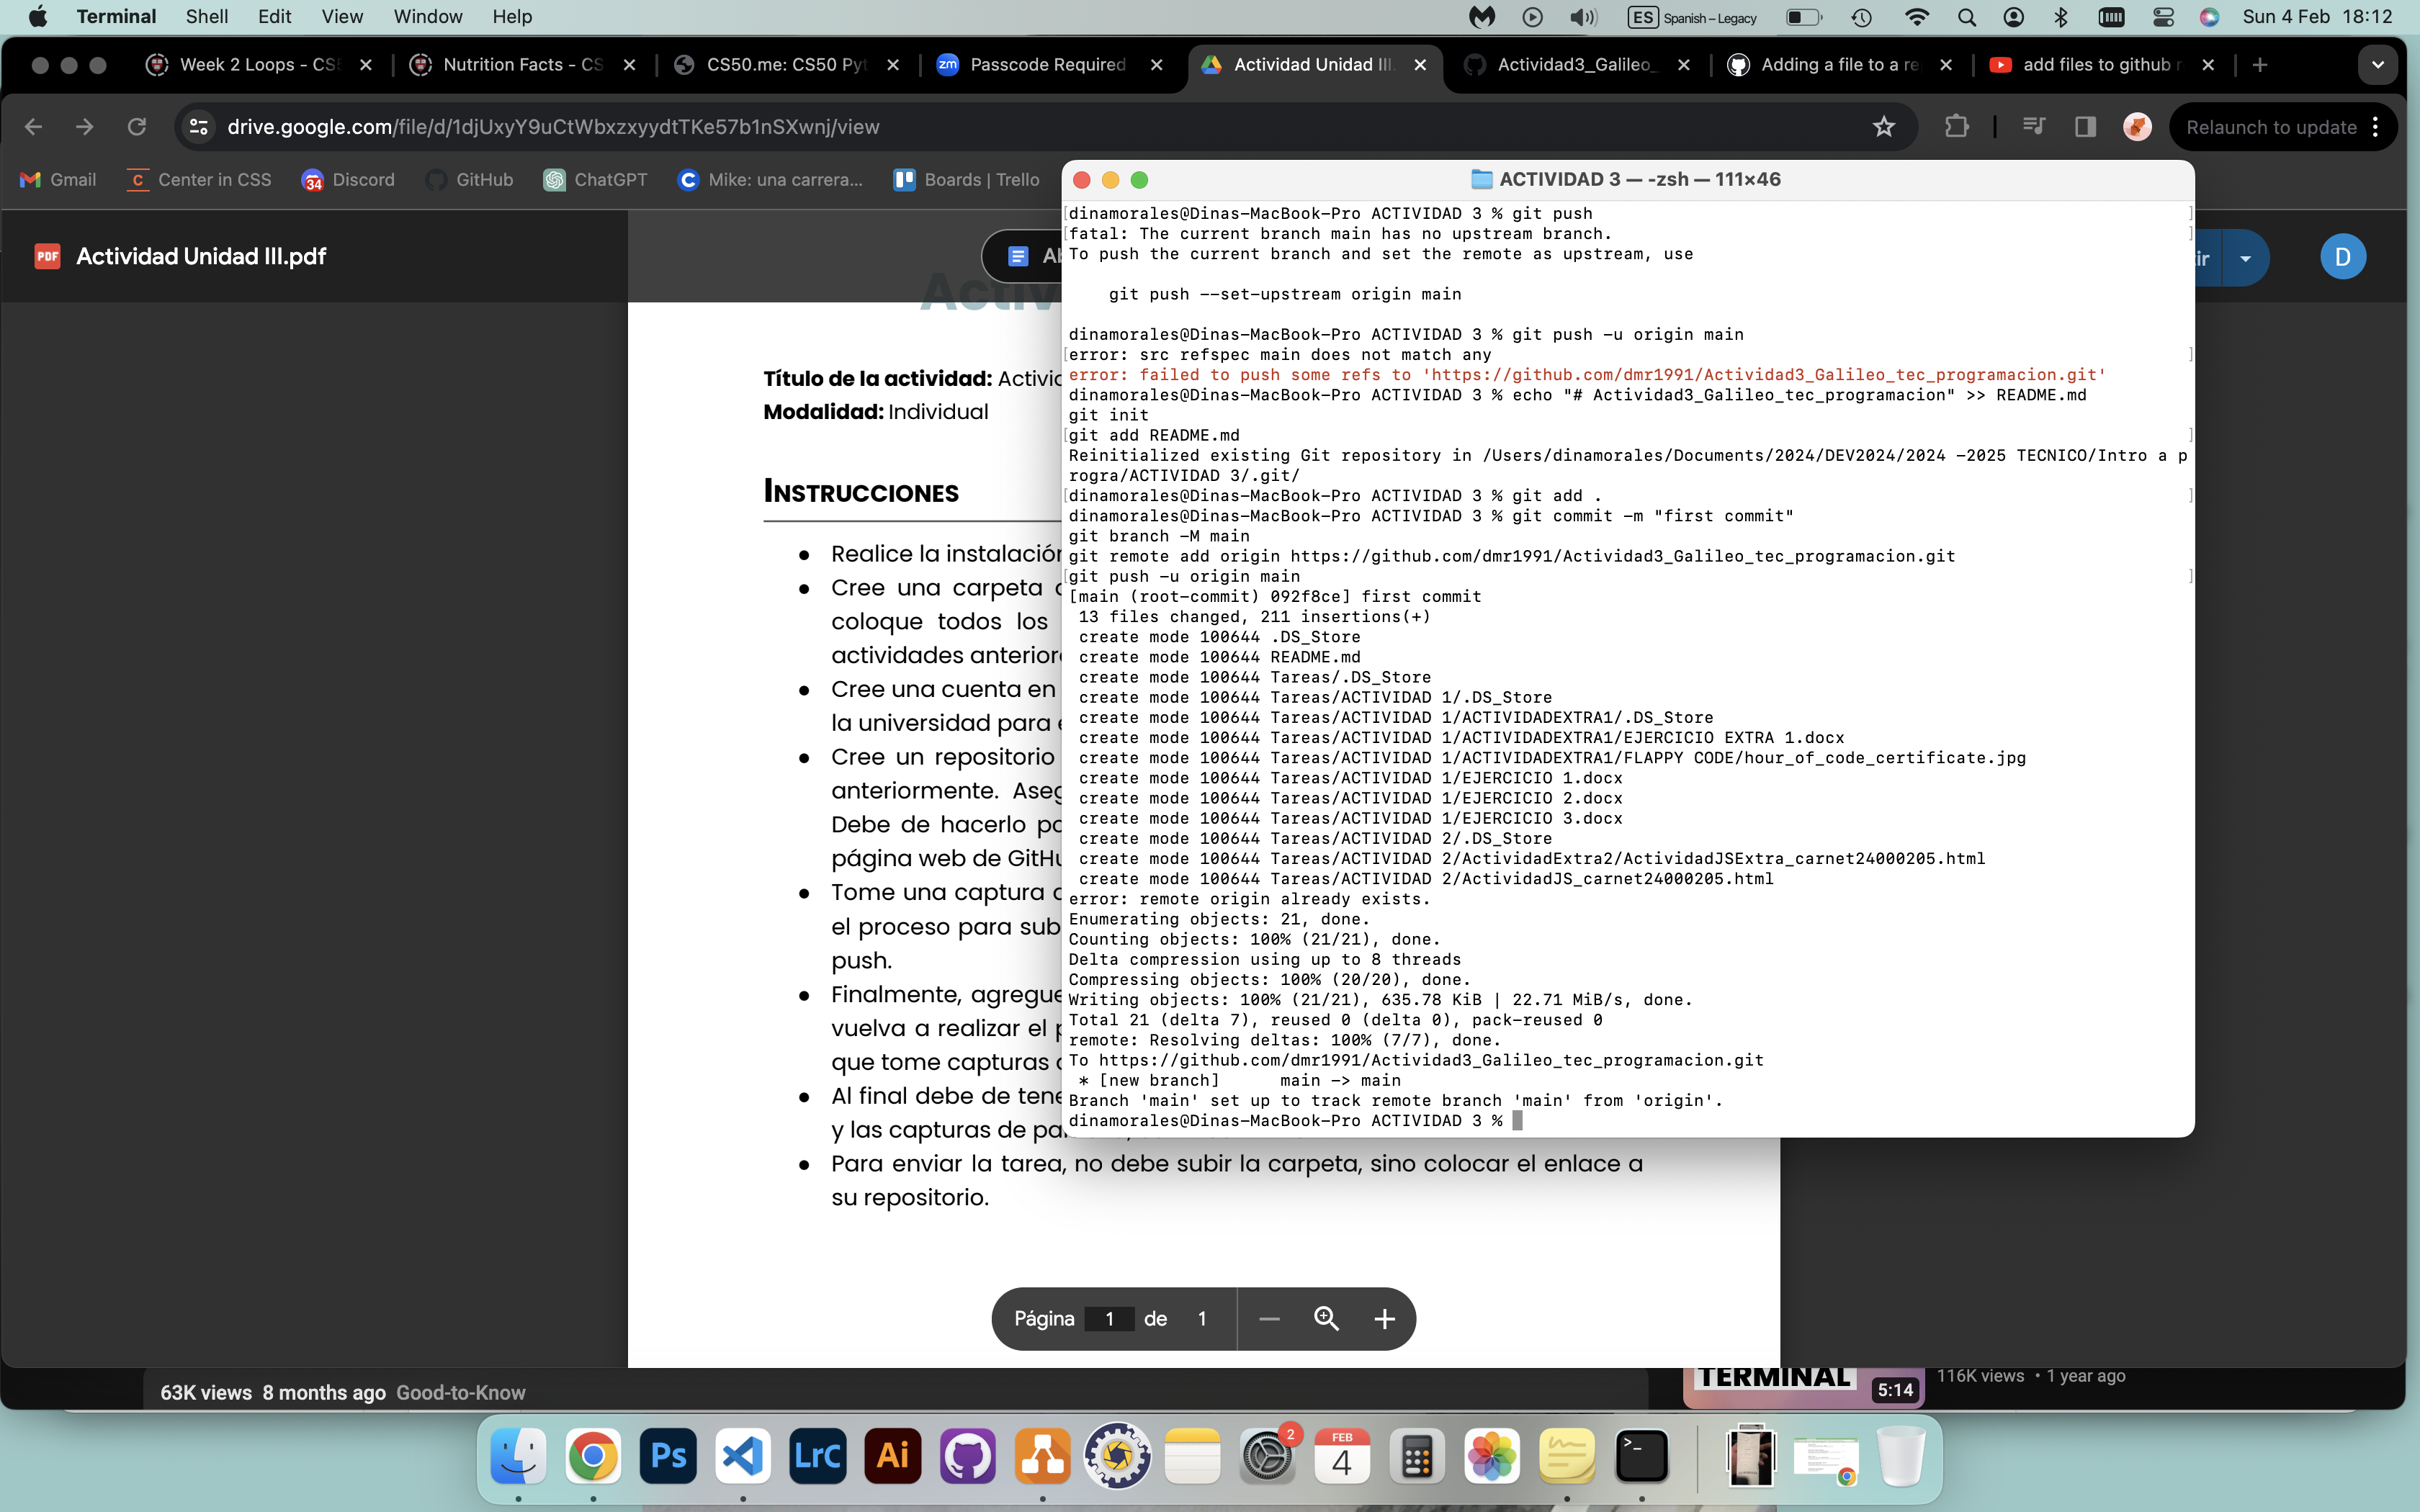 Terminal Shell Edit View Window Help
ES Spanish – Legacy
Sun 4 Feb 18:12
Week 2 Loops - CS
Nutrition Facts - CS
CS50.me: CS50 Pyt
zm Passcode Required
Actividad Unidad III.
Actividad3_Galileo_
Adding a file to a re
add files to github r
drive.google.com/file/d/1djUxyY9uCtWbxzxyydtTKe57b1nSXwnj/view
Relaunch to update
Gmail
Center in CSS
34 Discord
GitHub
ChatGPT
Mike: una carrera...
Boards | Trello
PDF Actividad Unidad III.pdf
D
Título de la actividad: Activid
Modalidad: Individual
INSTRUCCIONES
● Realice la instalación
● Cree una carpeta
coloque todos los
actividades anterior
● Cree una cuenta en
la universidad para
● Cree un repositorio
anteriormente. Aseg
Debe de hacerlo po
página web de GitHu
● Tome una captura
el proceso para sub
push.
● Finalmente, agregue
vuelva a realizar el p
que tome capturas
● Al final debe de tene
y las capturas de pa
● Para enviar la tarea, no debe subir la carpeta, sino colocar el enlace a
su repositorio.
Página 1 de 1
ACTIVIDAD 3 — -zsh — 111×46
dinamorales@Dinas-MacBook-Pro ACTIVIDAD 3 % git push
fatal: The current branch main has no upstream branch.
To push the current branch and set the remote as upstream, use
git push --set-upstream origin main
dinamorales@Dinas-MacBook-Pro ACTIVIDAD 3 % git push -u origin main
error: src refspec main does not match any
error: failed to push some refs to 'https://github.com/dmr1991/Actividad3_Galileo_tec_programacion.git'
dinamorales@Dinas-MacBook-Pro ACTIVIDAD 3 % echo "# Actividad3_Galileo_tec_programacion" >> README.md
git init
git add README.md
Reinitialized existing Git repository in /Users/dinamorales/Documents/2024/DEV2024/2024 -2025 TECNICO/Intro a p
rogra/ACTIVIDAD 3/.git/
dinamorales@Dinas-MacBook-Pro ACTIVIDAD 3 % git add .
dinamorales@Dinas-MacBook-Pro ACTIVIDAD 3 % git commit -m "first commit"
git branch -M main
git remote add origin https://github.com/dmr1991/Actividad3_Galileo_tec_programacion.git
git push -u origin main
[main (root-commit) 092f8ce] first commit
13 files changed, 211 insertions(+)
create mode 100644 .DS_Store
create mode 100644 README.md
create mode 100644 Tareas/.DS_Store
create mode 100644 Tareas/ACTIVIDAD 1/.DS_Store
create mode 100644 Tareas/ACTIVIDAD 1/ACTIVIDADEXTRA1/.DS_Store
create mode 100644 Tareas/ACTIVIDAD 1/ACTIVIDADEXTRA1/EJERCICIO EXTRA 1.docx
create mode 100644 Tareas/ACTIVIDAD 1/ACTIVIDADEXTRA1/FLAPPY CODE/hour_of_code_certificate.jpg
create mode 100644 Tareas/ACTIVIDAD 1/EJERCICIO 1.docx
create mode 100644 Tareas/ACTIVIDAD 1/EJERCICIO 2.docx
create mode 100644 Tareas/ACTIVIDAD 1/EJERCICIO 3.docx
create mode 100644 Tareas/ACTIVIDAD 2/.DS_Store
create mode 100644 Tareas/ACTIVIDAD 2/ActividadExtra2/ActividadJSExtra_carnet24000205.html
create mode 100644 Tareas/ACTIVIDAD 2/ActividadJS_carnet24000205.html
error: remote origin already exists.
Enumerating objects: 21, done.
Counting objects: 100% (21/21), done.
Delta compression using up to 8 threads
Compressing objects: 100% (20/20), done.
Writing objects: 100% (21/21), 635.78 KiB | 22.71 MiB/s, done.
Total 21 (delta 7), reused 0 (delta 0), pack-reused 0
remote: Resolving deltas: 100% (7/7), done.
To https://github.com/dmr1991/Actividad3_Galileo_tec_programacion.git
* [new branch] main -> main
Branch 'main' set up to track remote branch 'main' from 'origin'.
dinamorales@Dinas-MacBook-Pro ACTIVIDAD 3 %
63K views 8 months ago Good-to-Know
TERMINAL
5:14
116K views • 1 year ago
Ps
LrC
Ai
2
FEB
4